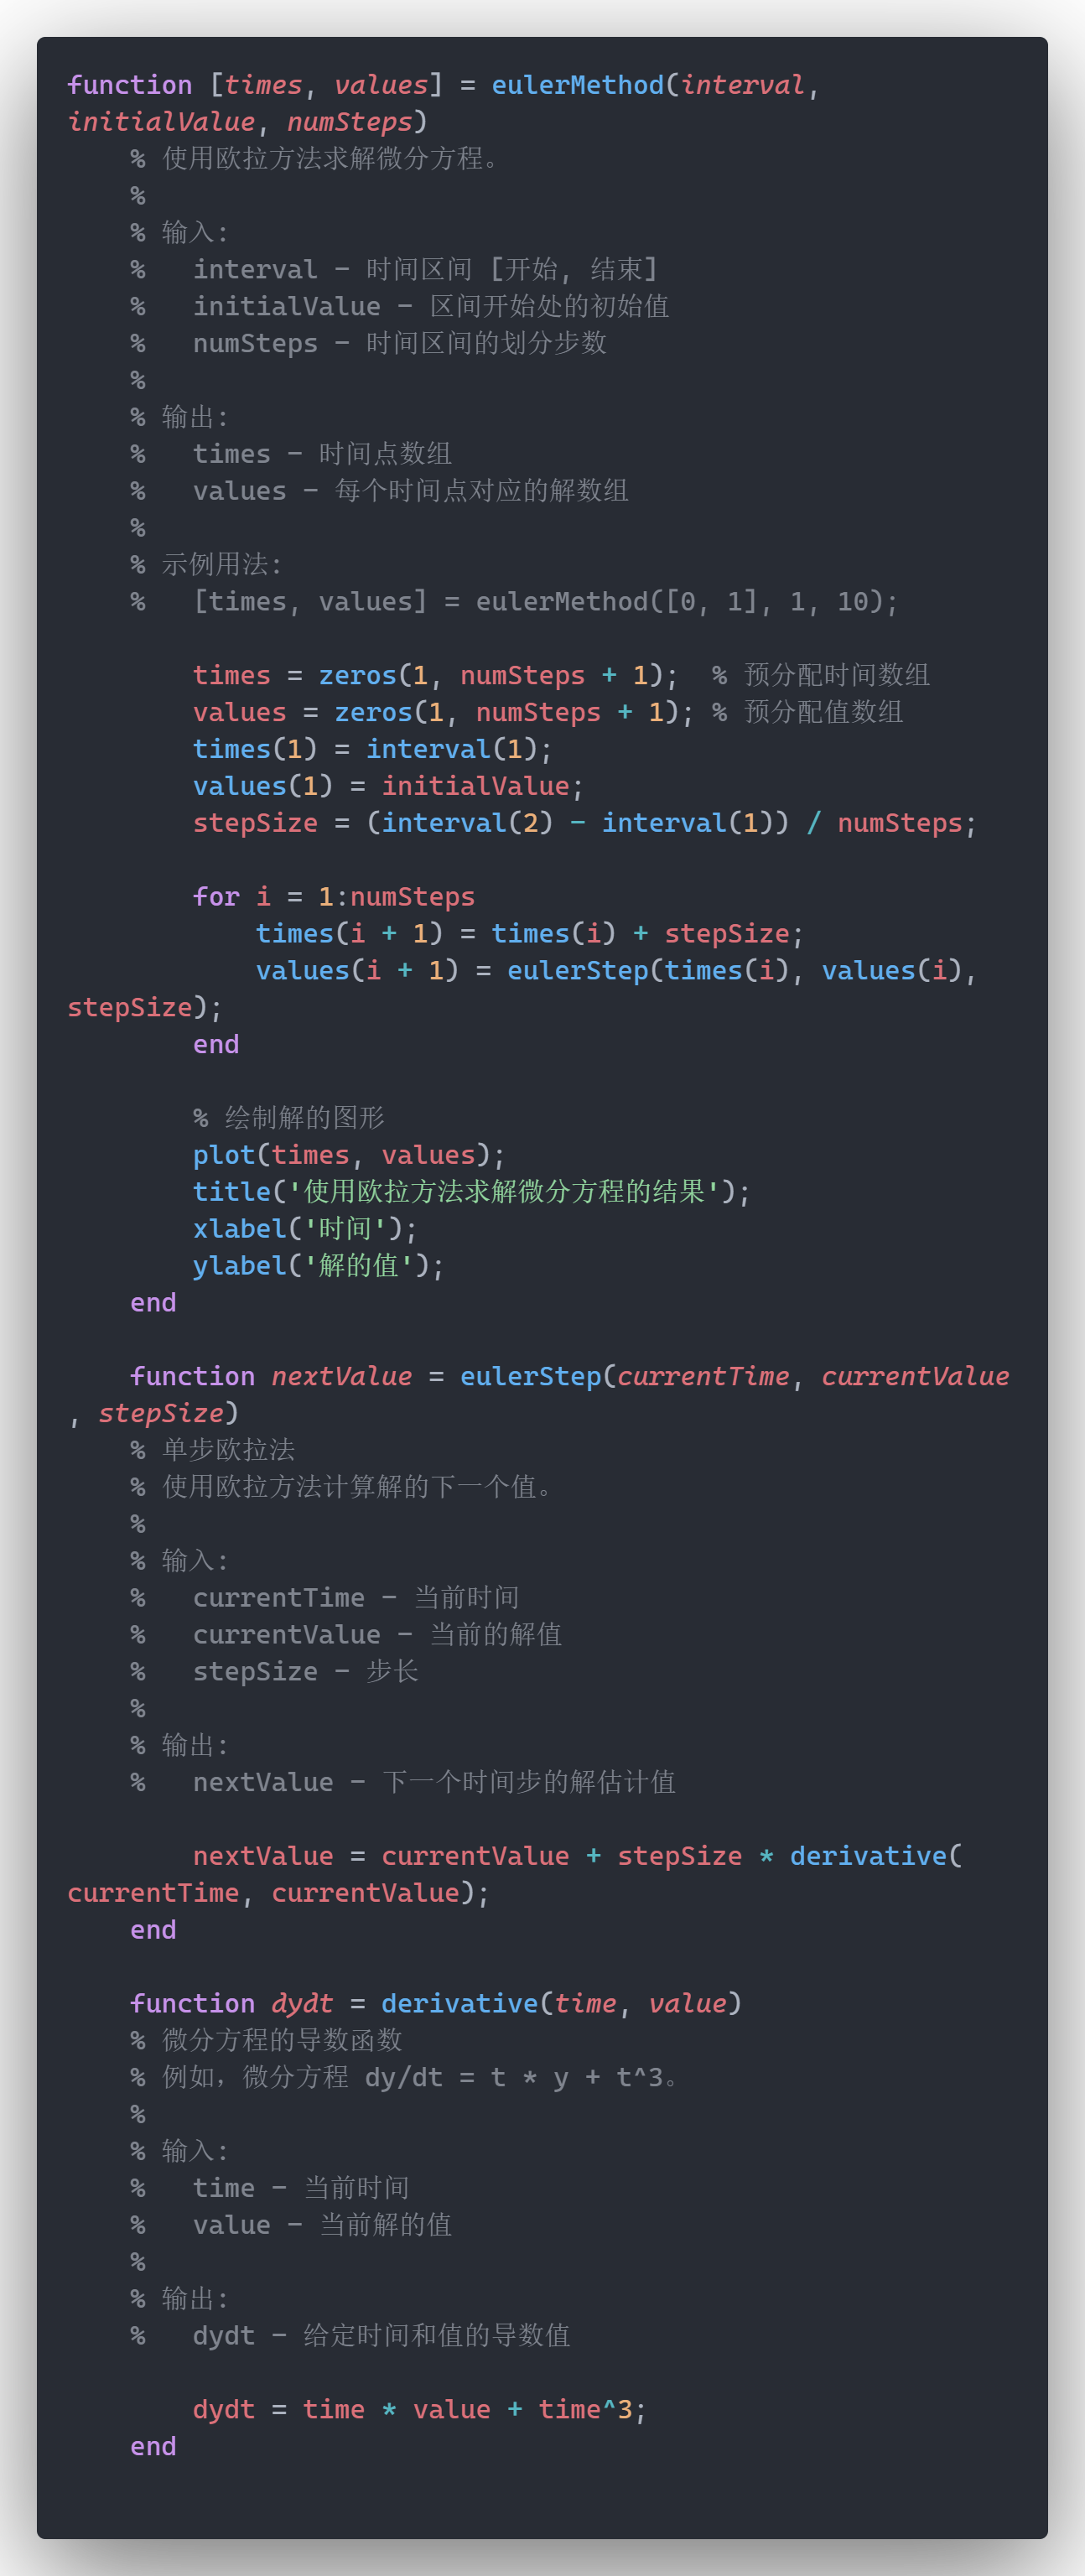 function [times, values] = eulerMethod(interval,
initialValue, numSteps)
    % 使用欧拉方法求解微分方程。
    %
    % 输入:
    %   interval - 时间区间 [开始, 结束]
    %   initialValue - 区间开始处的初始值
    %   numSteps - 时间区间的划分步数
    %
    % 输出:
    %   times - 时间点数组
    %   values - 每个时间点对应的解数组
    %
    % 示例用法:
    %   [times, values] = eulerMethod([0, 1], 1, 10);

        times = zeros(1, numSteps + 1);  % 预分配时间数组
        values = zeros(1, numSteps + 1); % 预分配值数组
        times(1) = interval(1);
        values(1) = initialValue;
        stepSize = (interval(2) - interval(1)) / numSteps;

        for i = 1:numSteps
            times(i + 1) = times(i) + stepSize;
            values(i + 1) = eulerStep(times(i), values(i),
stepSize);
        end

        % 绘制解的图形
        plot(times, values);
        title('使用欧拉方法求解微分方程的结果');
        xlabel('时间');
        ylabel('解的值');
    end

    function nextValue = eulerStep(currentTime, currentValue
, stepSize)
    % 单步欧拉法
    % 使用欧拉方法计算解的下一个值。
    %
    % 输入:
    %   currentTime - 当前时间
    %   currentValue - 当前的解值
    %   stepSize - 步长
    %
    % 输出:
    %   nextValue - 下一个时间步的解估计值

        nextValue = currentValue + stepSize * derivative(
currentTime, currentValue);
    end

    function dydt = derivative(time, value)
    % 微分方程的导数函数
    % 例如，微分方程 dy/dt = t * y + t^3。
    %
    % 输入:
    %   time - 当前时间
    %   value - 当前解的值
    %
    % 输出:
    %   dydt - 给定时间和值的导数值

        dydt = time * value + time^3;
    end